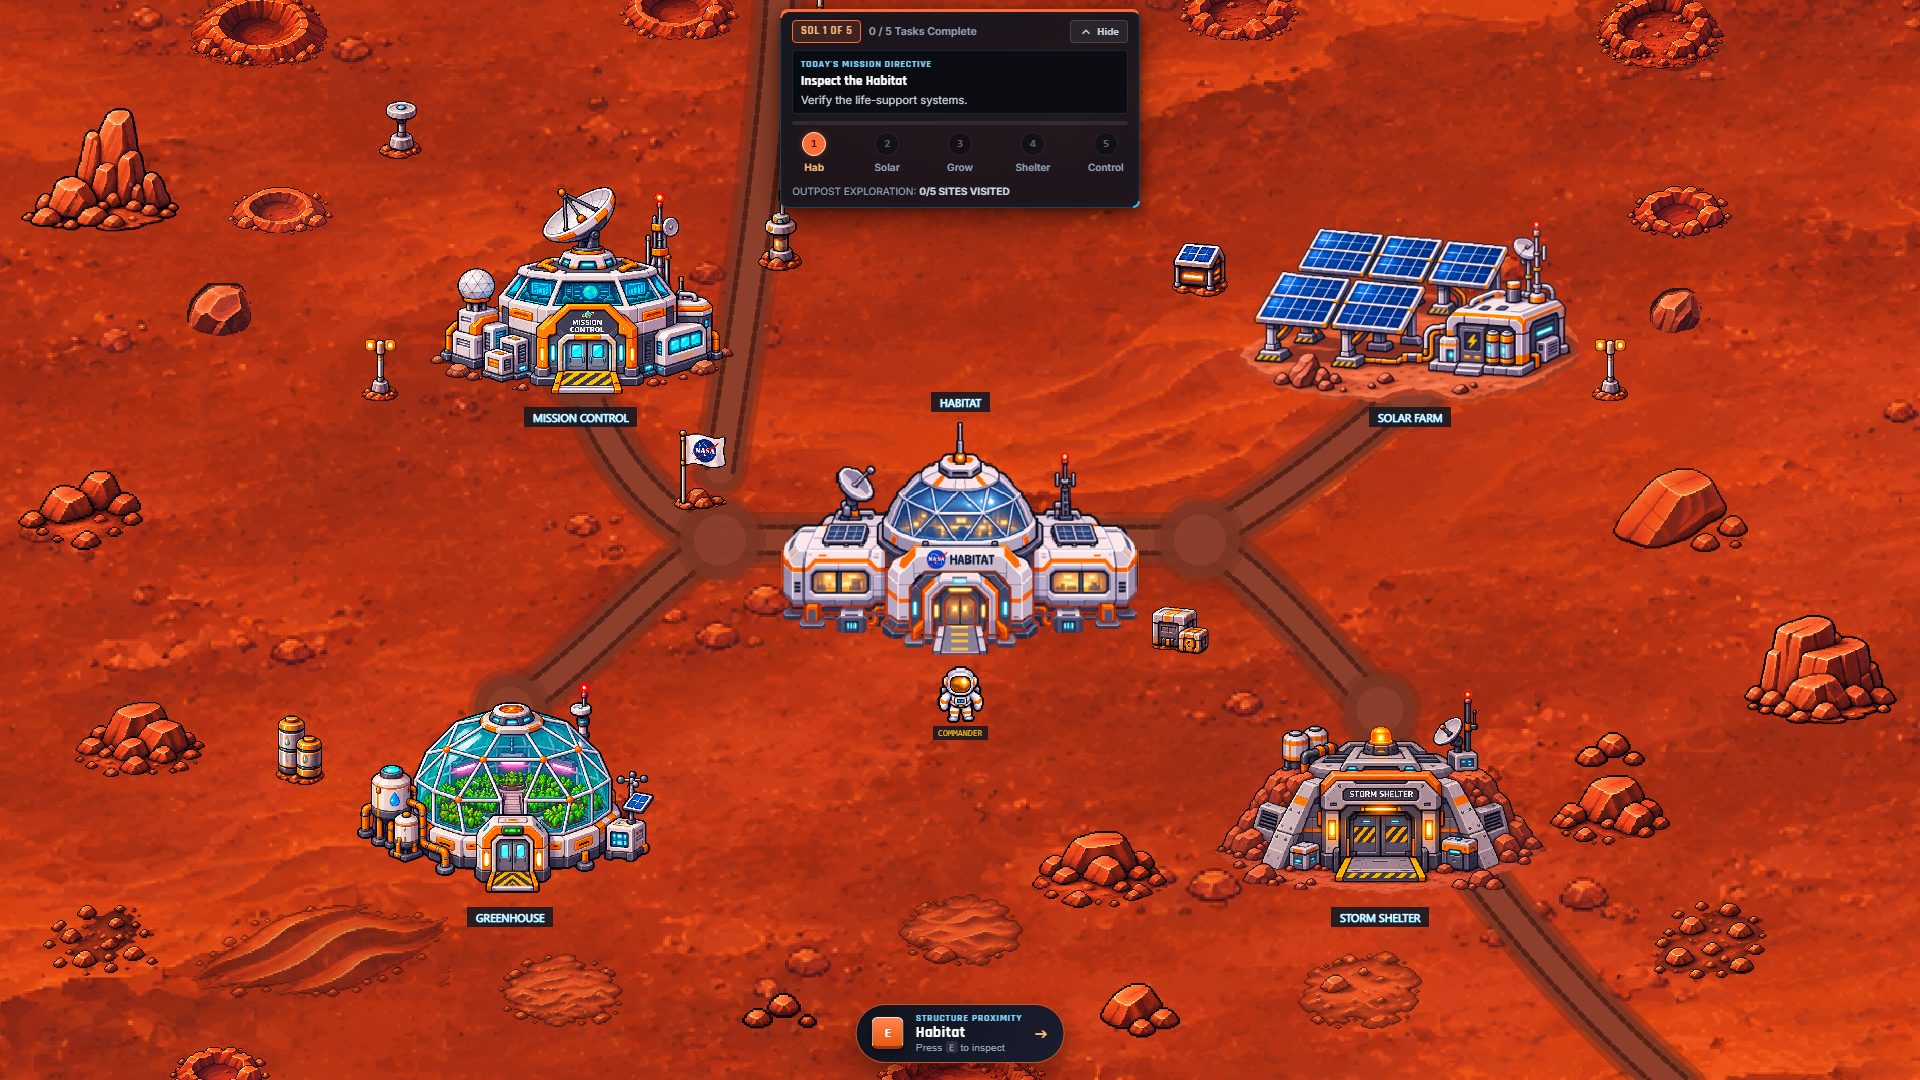 SOL 1 OF 5
0 / 5 Tasks Complete
Hide
TODAY'S MISSION DIRECTIVE
Inspect the Habitat
Verify the life-support systems.
1
2
3
4
5
Hab
Solar
Grow
Shelter
Control
OUTPOST EXPLORATION: 0/5 SITES VISITED
MISSION
CONTROL
MISSION CONTROL
HABITAT
SOLAR FARM
NASA
NASA HABITAT
COMMANDER
STORM SHELTER
GREENHOUSE
STORM SHELTER
E
STRUCTURE PROXIMITY
Habitat
Press E to inspect